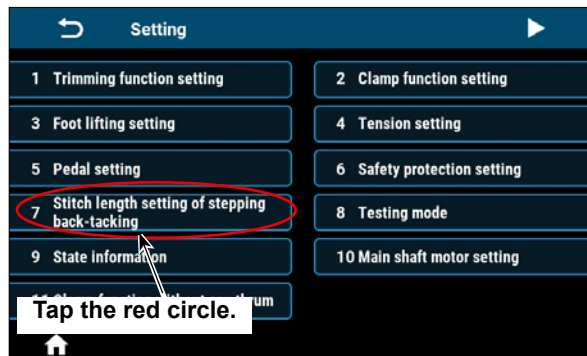 Setting
1 Trimming function setting
2 Clamp function setting
3 Foot lifting setting
4 Tension setting
5 Pedal setting
6 Safety protection setting
7 Stitch length setting of stepping
back-tacking
8 Testing mode
9 State information
10 Main shaft motor setting
Tap the red circle.